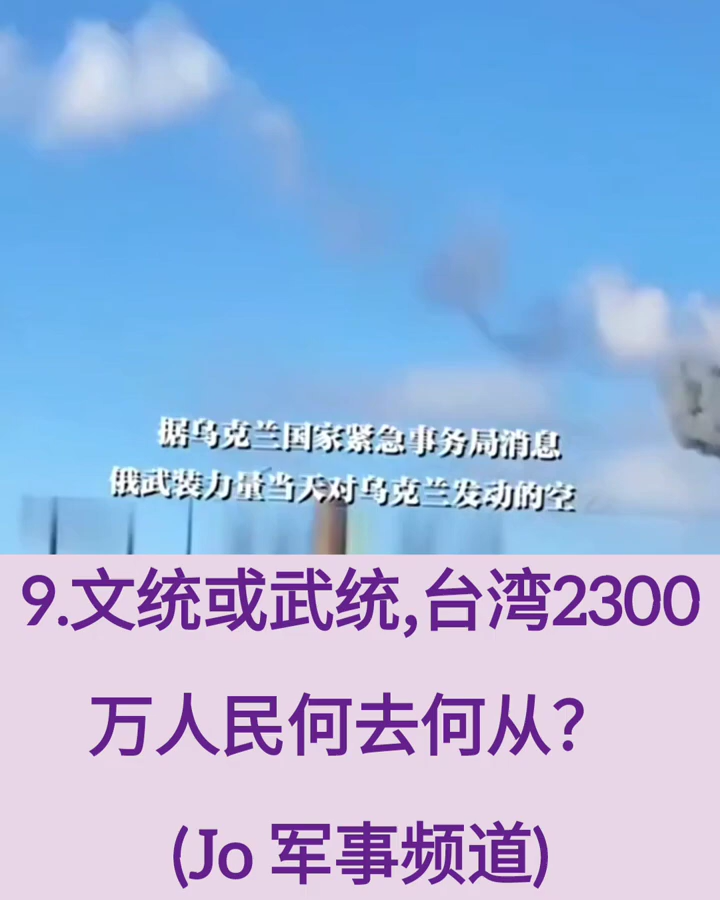 据乌克兰国家紧急事务局消息
俄武装力量当天对乌克兰发动的空
9.文统或武统,台湾2300
万人民何去何从?
(Jo 军事频道)